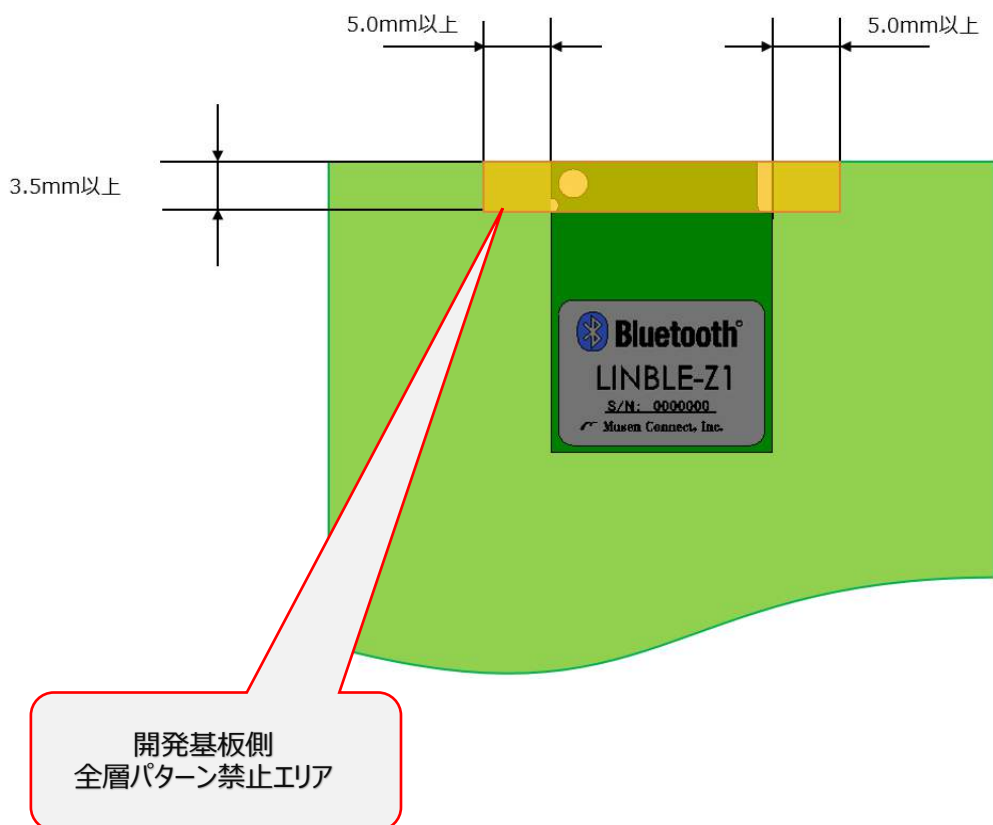 5.0mm以上
5.0mm以上
3.5mm以上
Bluetooth®
LINBLE-Z1
S/N: 0000000
Musen Connect, Inc.
開発基板側
全層パターン禁止エリア